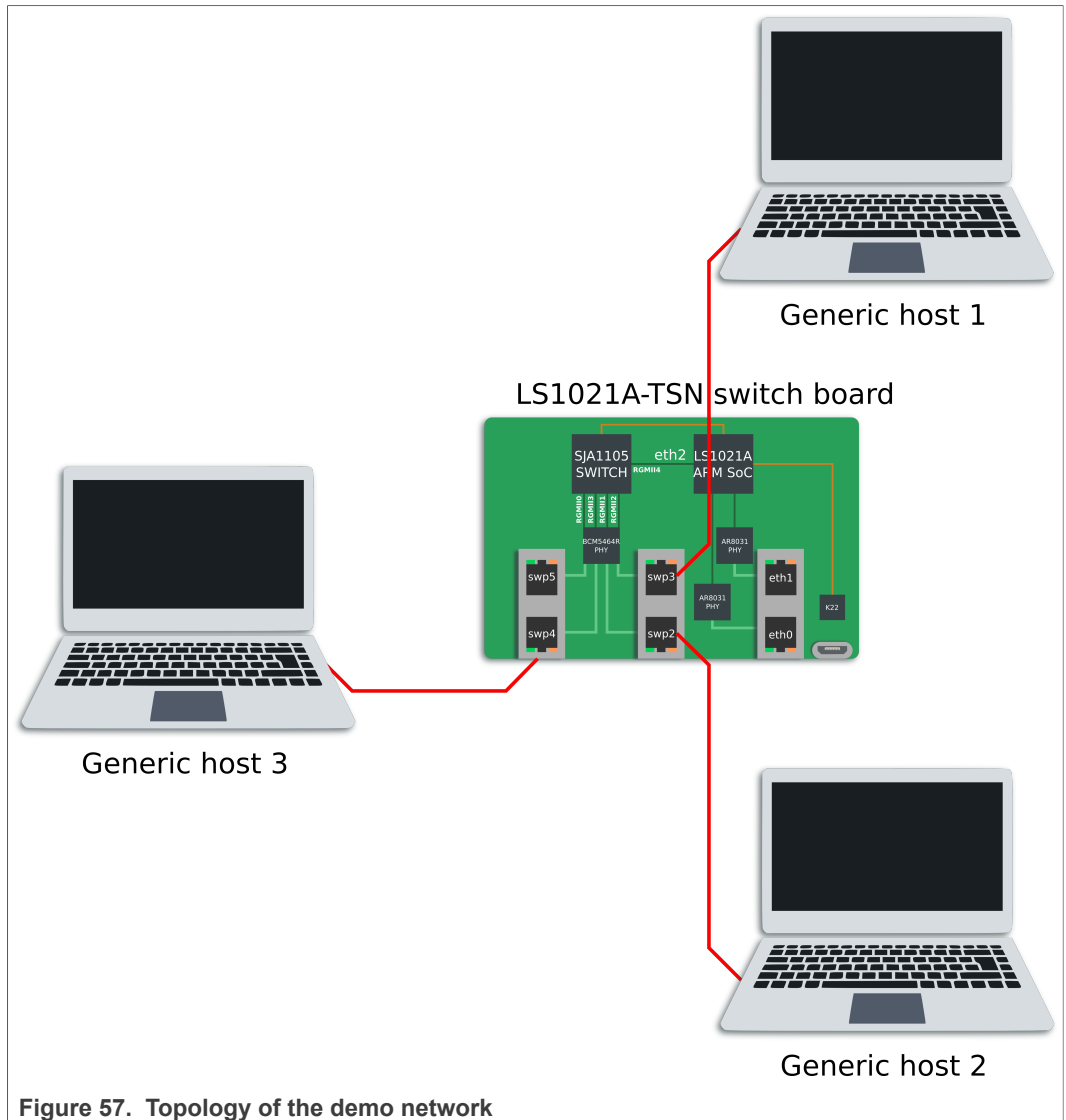 Generic host 1
LS1021A-TSN switch board
SJA1105
SWITCH
eth2
RGMII4
LS1021A
ARM SoC
RGMII0
RGMII3
RGMII1
RGMII2
BCM5464R
PHY
AR8031
PHY
swp5
swp3
eth1
AR8031
PHY
K22
swp4
swp2
eth0
Generic host 3
Generic host 2
Figure 57. Topology of the demo network